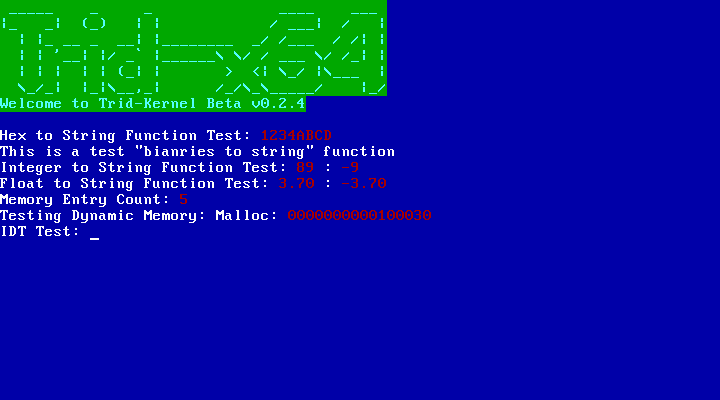 Trid-x64
Welcome to Trid-Kernel Beta v0.2.4
Hex to String Function Test: 1234ABCD
This is a test "bianries to string" function
Integer to String Function Test: 89 : -9
Float to String Function Test: 3.70 : -3.70
Memory Entry Count: 5
Testing Dynamic Memory: Malloc: 0000000000100030
IDT Test: _